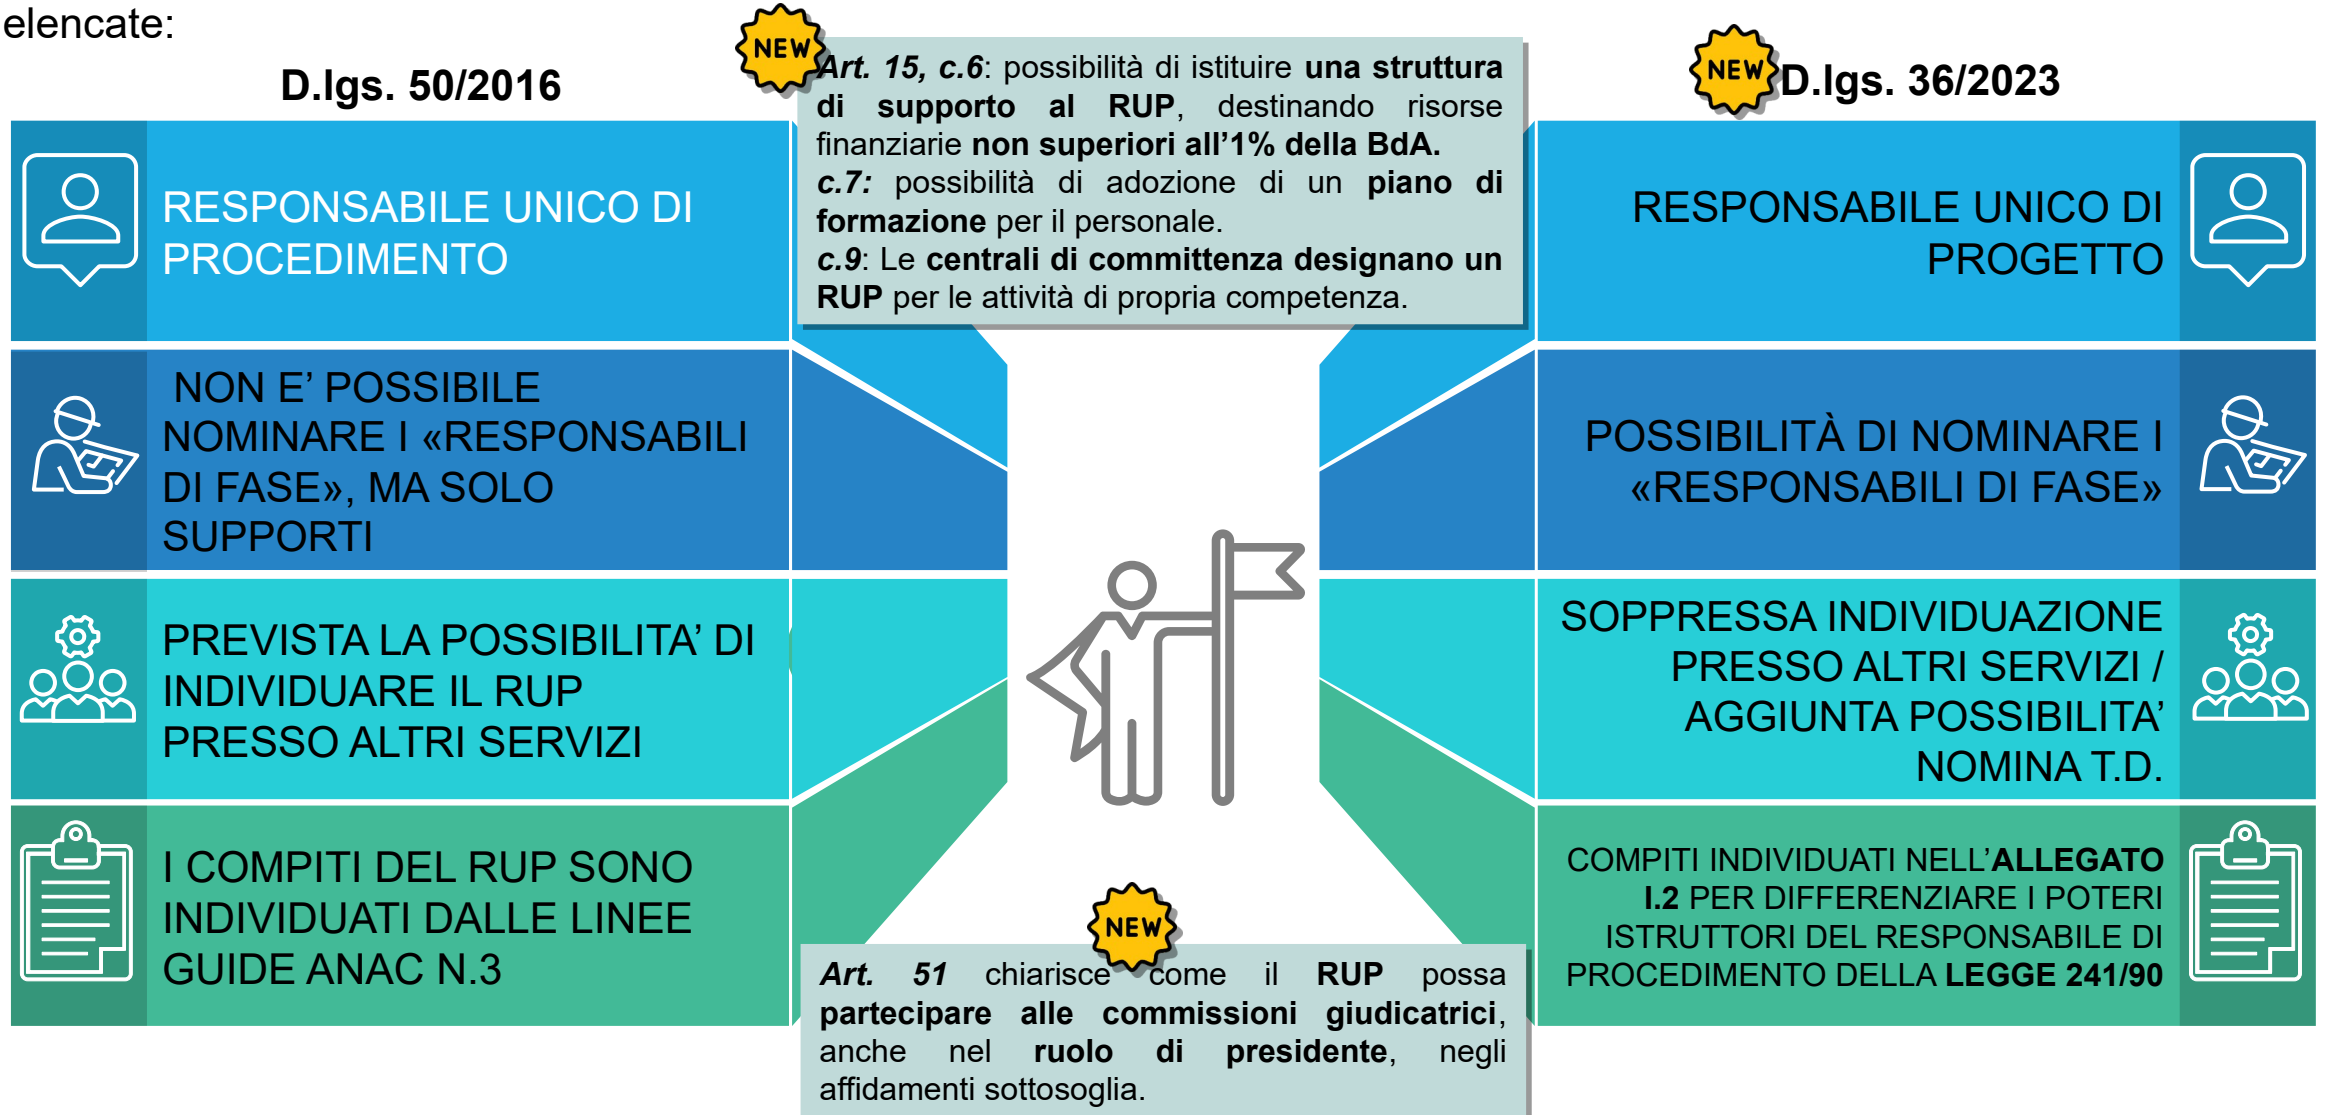 elencate:
D.lgs. 50/2016
RESPONSABILE UNICO DI
PROCEDIMENTO
NON E’ POSSIBILE
NOMINARE I «RESPONSABILI
DI FASE», MA SOLO
SUPPORTI
PREVISTA LA POSSIBILITA’ DI
INDIVIDUARE IL RUP
PRESSO ALTRI SERVIZI
I COMPITI DEL RUP SONO
INDIVIDUATI DALLE LINEE
GUIDE ANAC N.3
NEW
Art. 15, c.6: possibilità di istituire una struttura
di supporto al RUP, destinando risorse
finanziarie non superiori all’1% della BdA.
c.7: possibilità di adozione di un piano di
formazione per il personale.
c.9: Le centrali di committenza designano un
RUP per le attività di propria competenza.
NEW
Art. 51 chiarisce come il RUP possa
partecipare alle commissioni giudicatrici,
anche nel ruolo di presidente, negli
affidamenti sottosoglia.
NEW
D.lgs. 36/2023
RESPONSABILE UNICO DI
PROGETTO
POSSIBILITÀ DI NOMINARE I
«RESPONSABILI DI FASE»
SOPPRESSA INDIVIDUAZIONE
PRESSO ALTRI SERVIZI /
AGGIUNTA POSSIBILITA’
NOMINA T.D.
COMPITI INDIVIDUATI NELL’ALLEGATO
I.2 PER DIFFERENZIARE I POTERI
ISTRUTTORI DEL RESPONSABILE DI
PROCEDIMENTO DELLA LEGGE 241/90